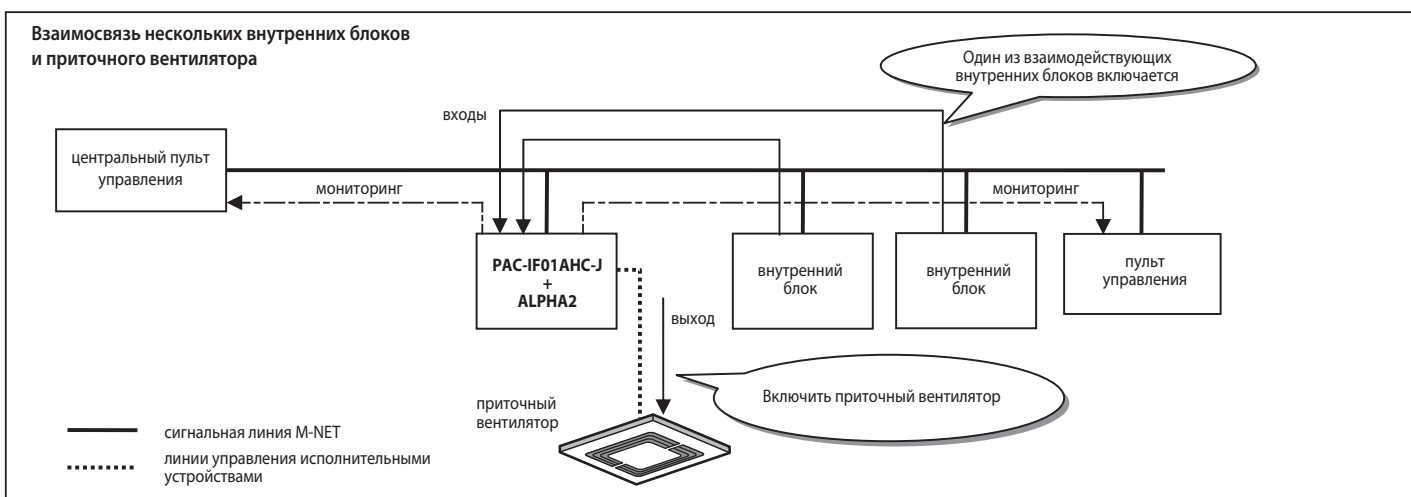 Взаимосвязь нескольких внутренних блоков
и приточного вентилятора
Один из взаимодействующих
внутренних блоков включается
входы
центральный пульт
управления
мониторинг
мониторинг
PAC-IF01AHC-J
+
ALPHA2
внутренний
блок
внутренний
блок
пульт
управления
выход
Включить приточный вентилятор
приточный
вентилятор
сигнальная линия M-NET
линии управления исполнительными
устройствами